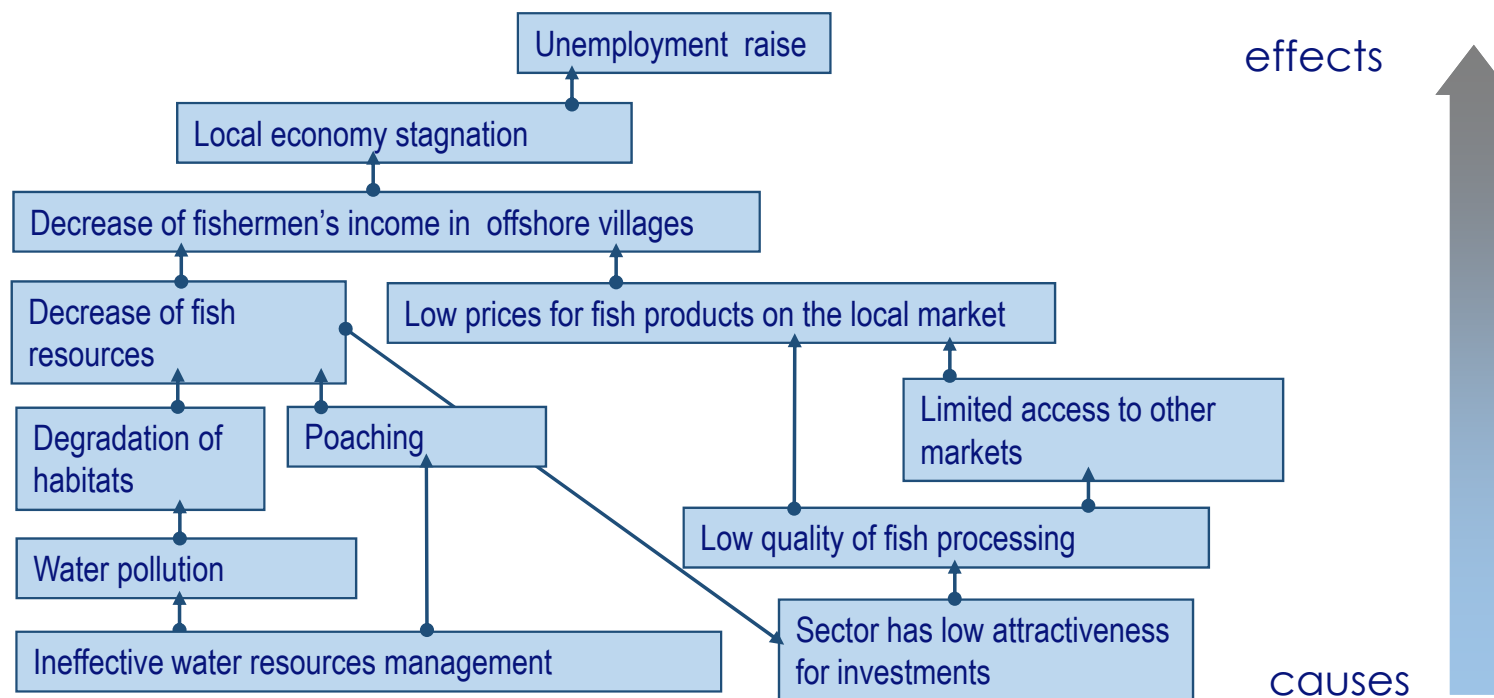 Unemployment  raise
effects
Local economy stagnation
Decrease of fishermen's income in  offshore villages
Decrease of fish
resources
Low prices for fish products on the local market
Degradation of
habitats
Poaching
Limited access to other
markets
Low quality of fish processing
Water pollution
Ineffective water resources management
Sector has low attractiveness
for investments
causes